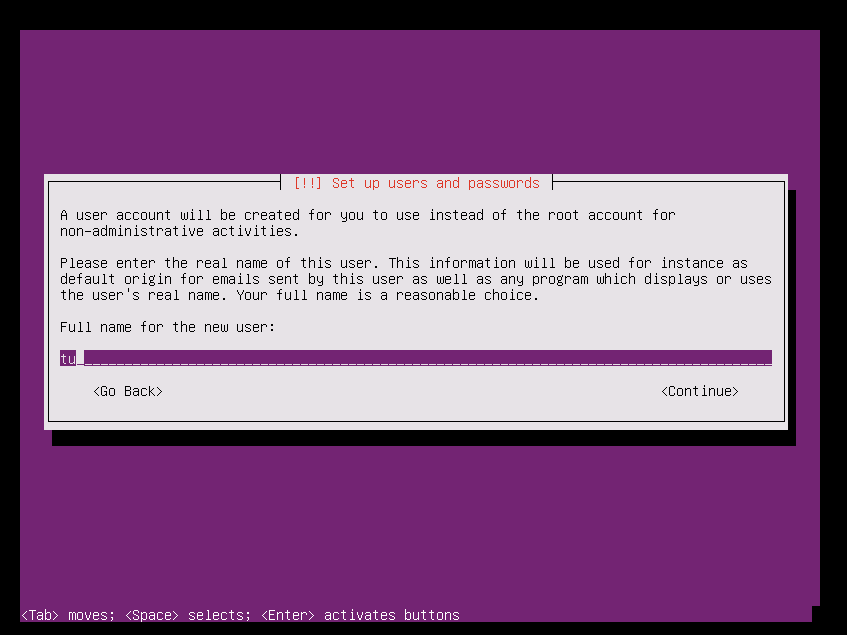 [!!] Set up users and passwords
A user account will be created for you to use instead of the root account for
non-administrative activities.
Please enter the real name of this user. This information will be used for instance as
default origin for emails sent by this user as well as any program which displays or uses
the user's real name. Your full name is a reasonable choice.
Full name for the new user:
tu
<Go Back> <Continue>
<Tab> moves; <Space> selects; <Enter> activates buttons